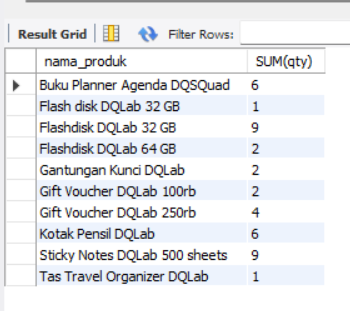 Result Grid Filter Rows:
nama_produk SUM(qty)
Buku Planner Agenda DQSQuad 6
Flash disk DQLab 32 GB 1
Flashdisk DQLab 32 GB 9
Flashdisk DQLab 64 GB 2
Gantungan Kunci DQLab 2
Gift Voucher DQLab 100rb 2
Gift Voucher DQLab 250rb 4
Kotak Pensil DQLab 6
Sticky Notes DQLab 500 sheets 9
Tas Travel Organizer DQLab 1